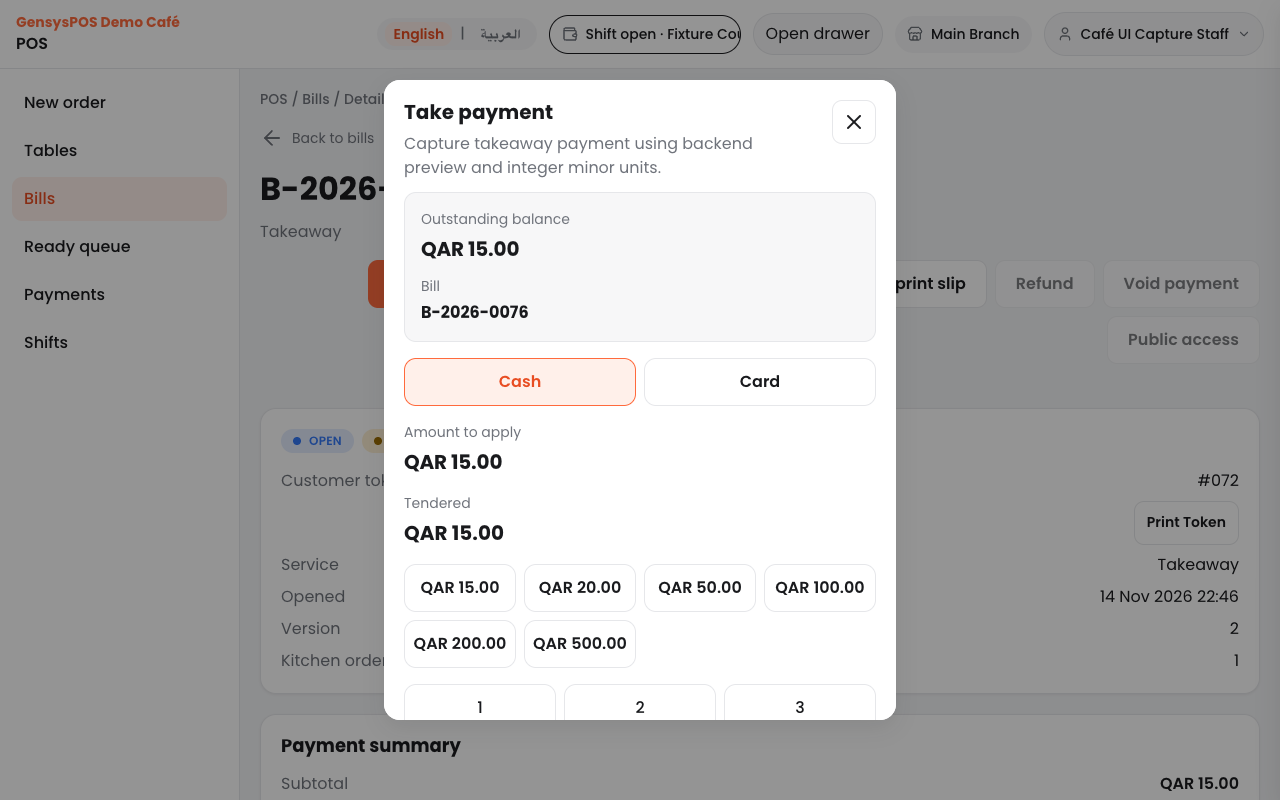 GensysPOS Demo Café
POS
English | العربية
Shift open · Fixture Cou
Open drawer
Main Branch
Café UI Capture Staff
New order
Tables
Bills
Ready queue
Payments
Shifts
POS / Bills / Detail
Back to bills
B-2026-
Takeaway
print slip
Refund
Void payment
Public access
Take payment
Capture takeaway payment using backend
preview and integer minor units.
Outstanding balance
QAR 15.00
Bill
B-2026-0076
Cash
Card
Amount to apply
QAR 15.00
Tendered
QAR 15.00
QAR 15.00
QAR 20.00
QAR 50.00
QAR 100.00
QAR 200.00
QAR 500.00
1
2
3
OPEN
Customer tok
#072
Print Token
Service
Takeaway
Opened
14 Nov 2026 22:46
Version
2
Kitchen order
1
Payment summary
Subtotal
QAR 15.00